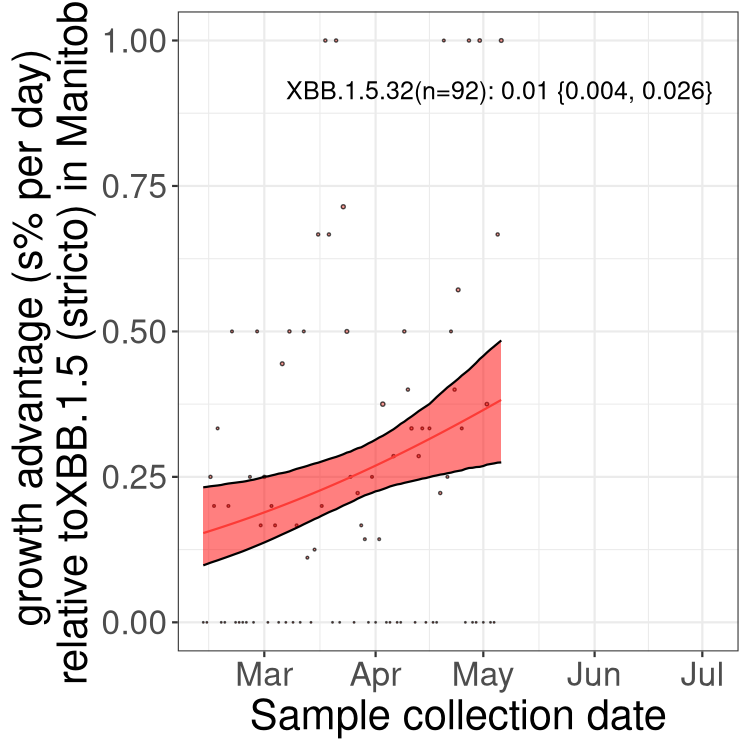 growth advantage (s% per day)
relative toXBB.1.5 (stricto) in Manitob
1.00
0.75
0.50
0.25
0.00
XBB.1.5.32(n=92): 0.01 {0.004, 0.026}
Mar Apr May Jun Jul
Sample collection date